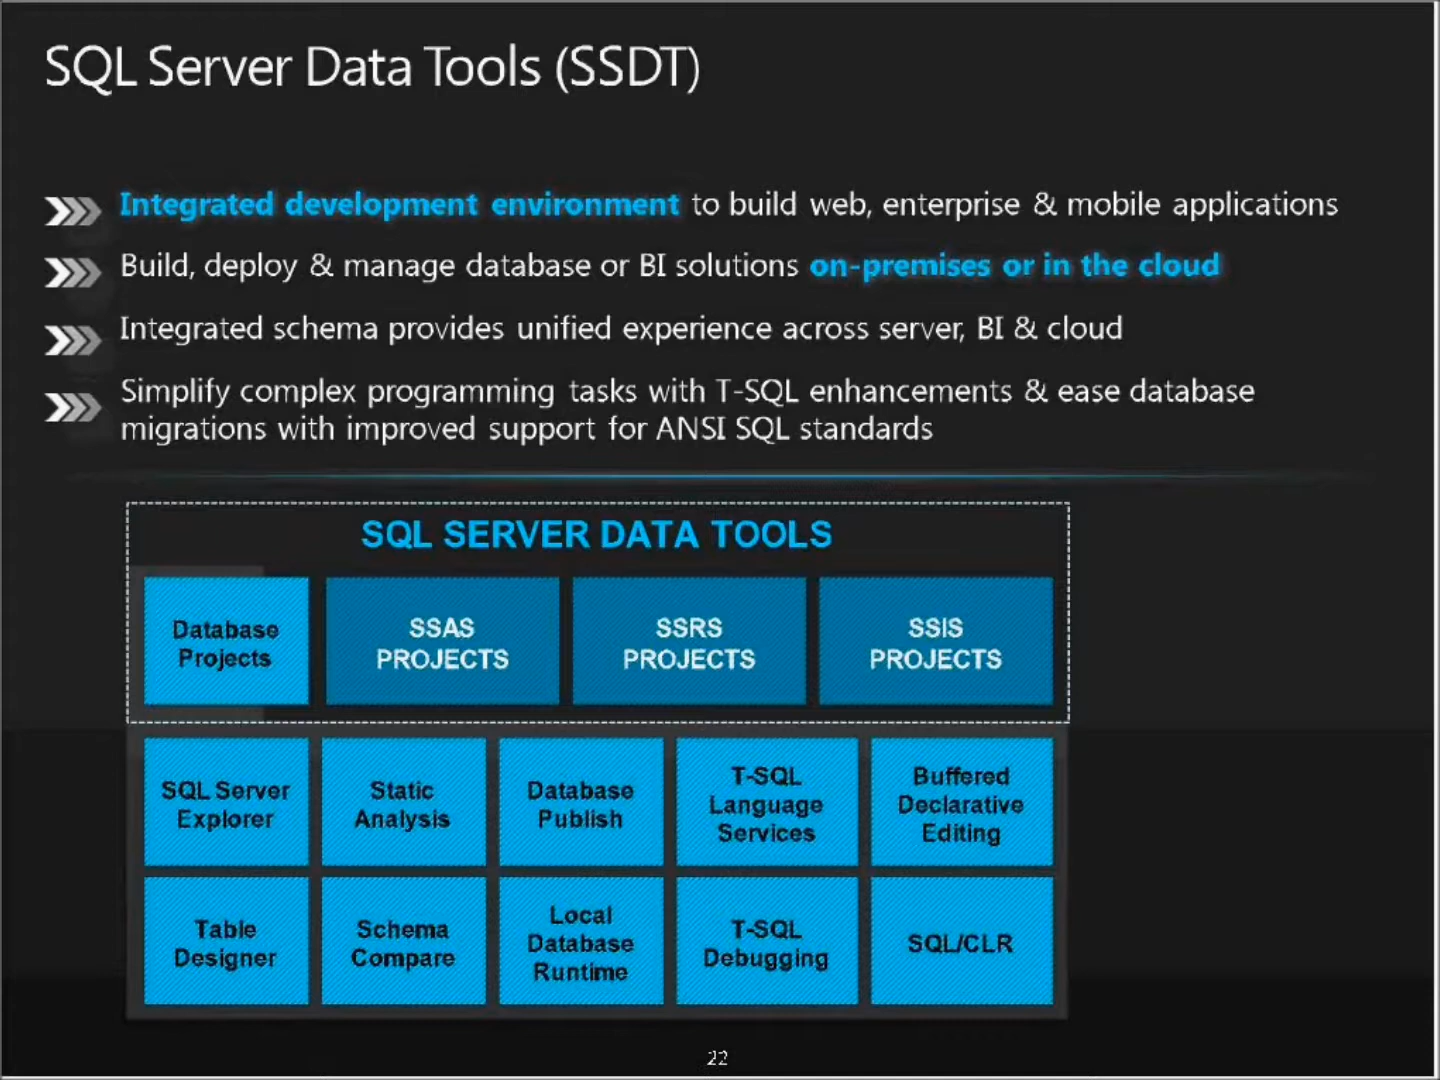 SQL Server Data Tools (SSDT)
Integrated development environment to build web, enterprise & mobile applications
Build, deploy & manage database or BI solutions on-premises or in the cloud
Integrated schema provides unified experience across server, BI & cloud
Simplify complex programming tasks with T-SQL enhancements & ease database
migrations with improved support for ANSI SQL standards
SQL SERVER DATA TOOLS
Database
Projects
SSAS
PROJECTS
SSRS
PROJECTS
SSIS
PROJECTS
SQL Server
Explorer
Static
Analysis
Database
Publish
T-SQL
Language
Services
Buffered
Declarative
Editing
Table
Designer
Schema
Compare
Local
Database
Runtime
T-SQL
Debugging
SQL/CLR
22